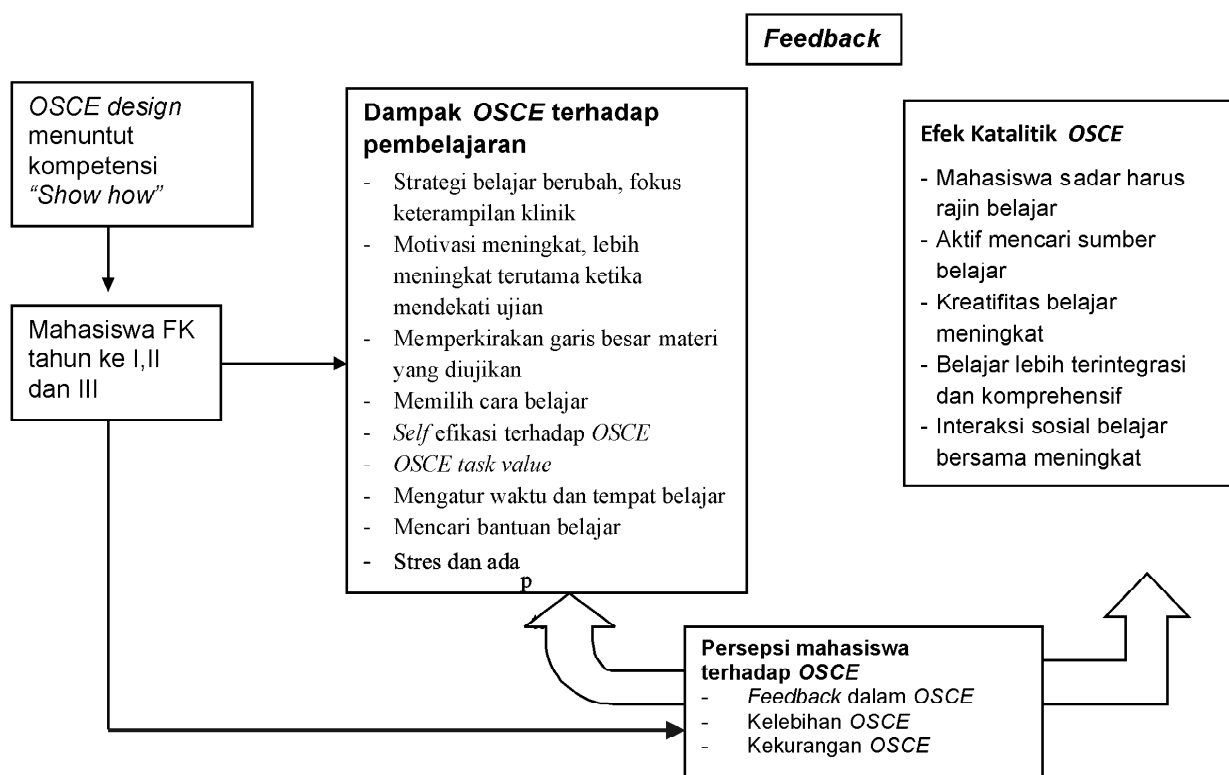 Feedback
OSCE design
menuntut
kompetensi
“Show how”
Mahasiswa FK
tahun ke I,II
dan III
Dampak OSCE terhadap
pembelajaran
- Strategi belajar berubah, fokus
keterampilan klinik
- Motivasi meningkat, lebih
meningkat terutama ketika
mendekati ujian
- Memperkirakan garis besar materi
yang diujikan
- Memilih cara belajar
- Self efikasi terhadap OSCE
- OSCE task value
- Mengatur waktu dan tempat belajar
- Mencari bantuan belajar
- Stres dan ada
p
Efek Katalitik OSCE
- Mahasiswa sadar harus
rajin belajar
- Aktif mencari sumber
belajar
- Kreatifitas belajar
meningkat
- Belajar lebih terintegrasi
dan komprehensif
- Interaksi sosial belajar
bersama meningkat
Persepsi mahasiswa
terhadap OSCE
- Feedback dalam OSCE
- Kelebihan OSCE
- Kekurangan OSCE